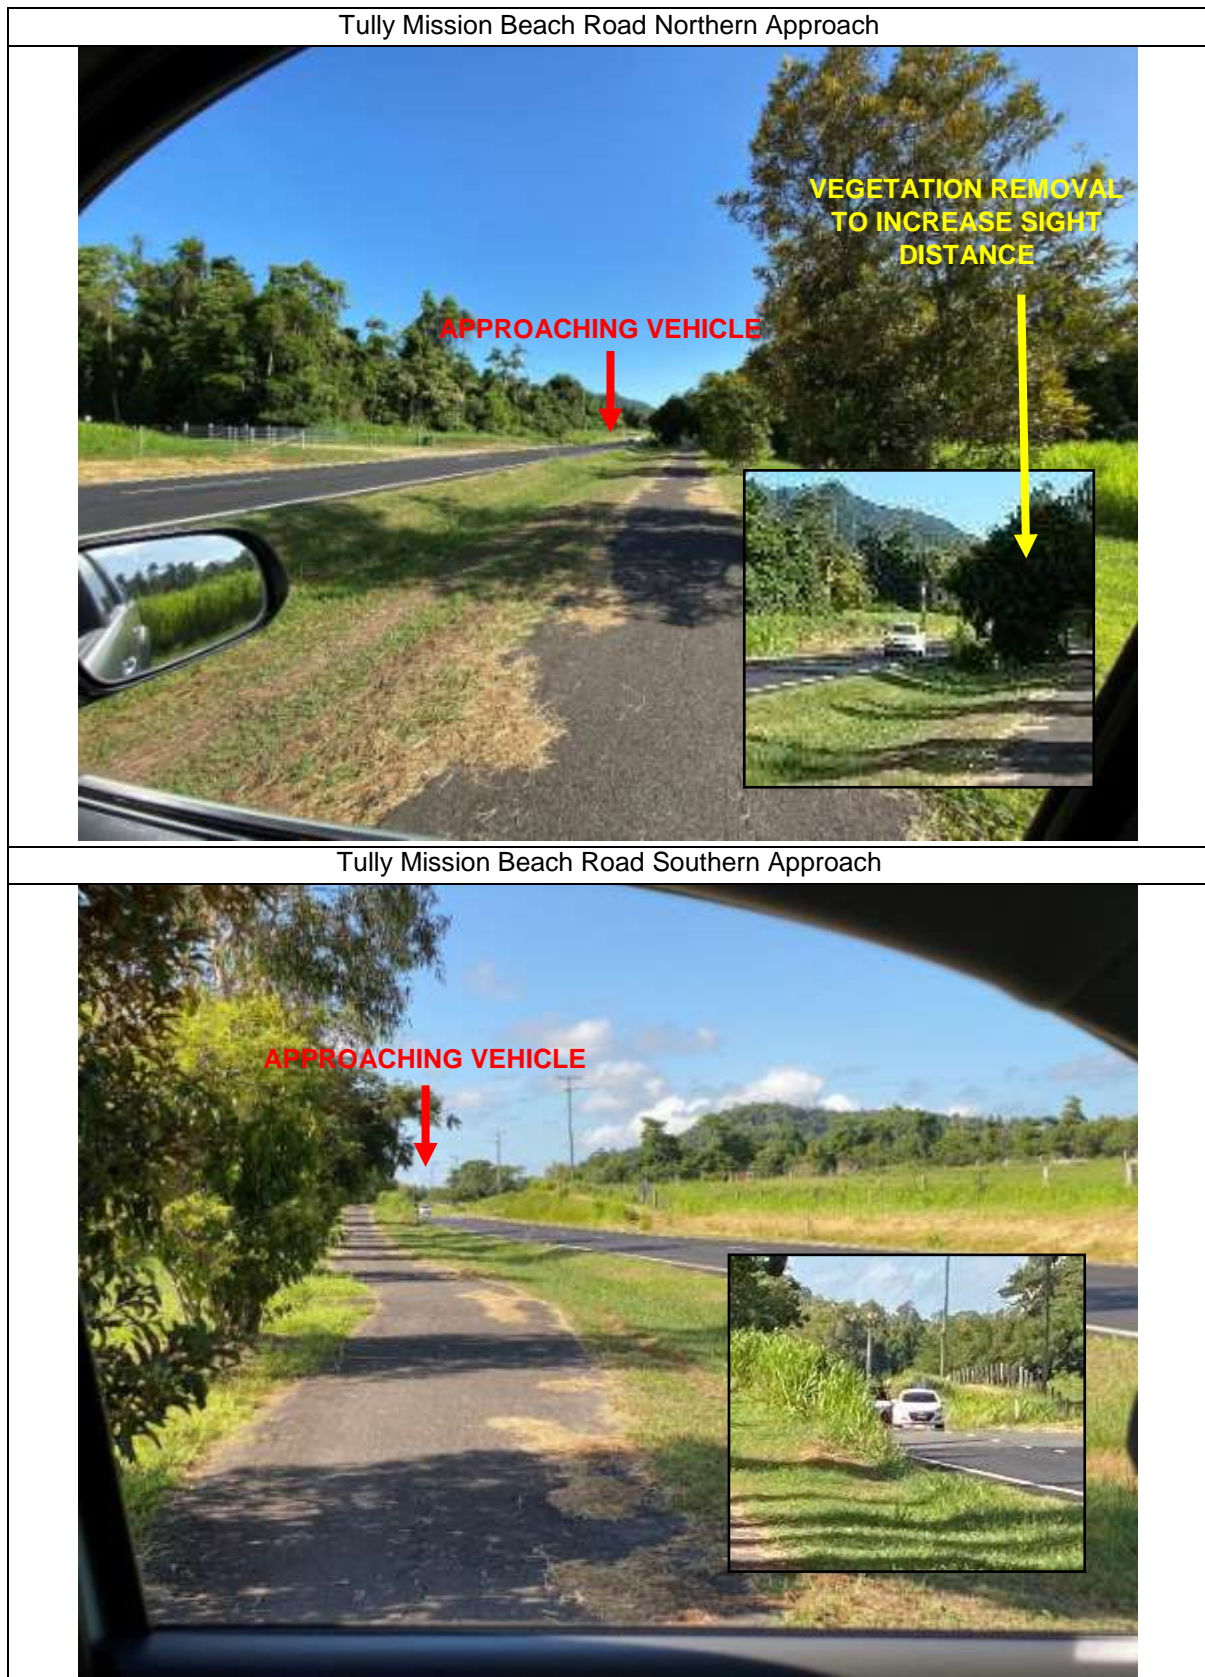 Tully Mission Beach Road Northern Approach
VEGETATION REMOVAL
TO INCREASE SIGHT
DISTANCE
APPROACHING VEHICLE
Tully Mission Beach Road Southern Approach
APPROACHING VEHICLE